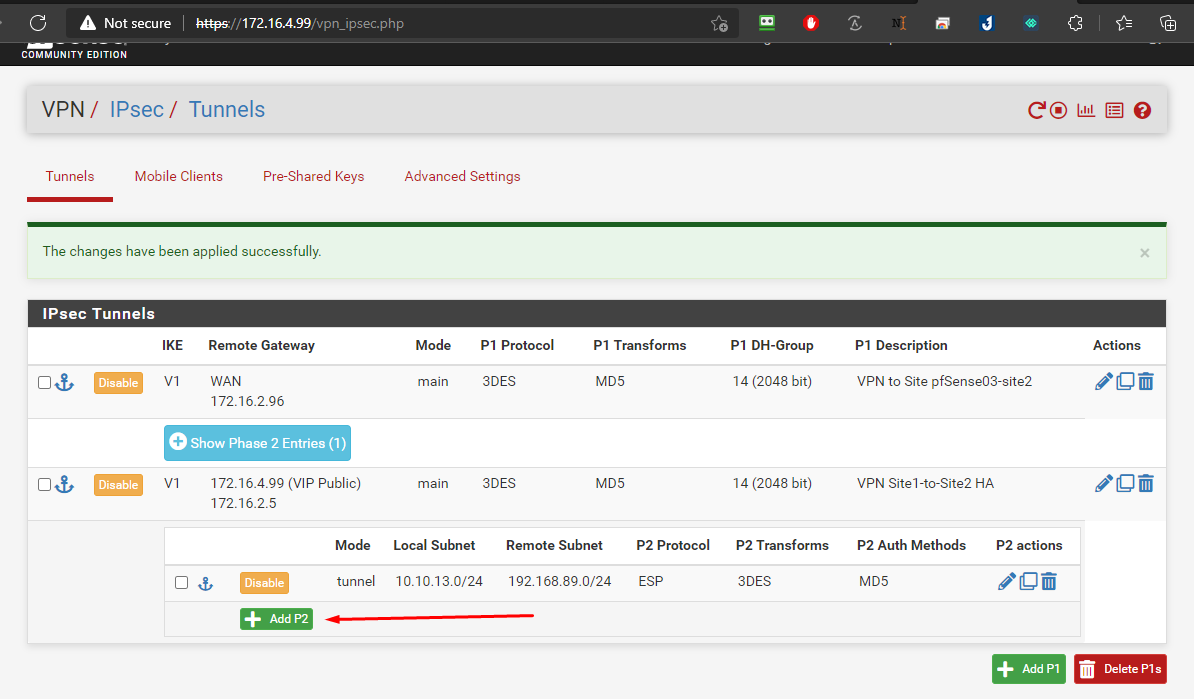 Not secure https://172.16.4.99/vpn_ipsec.php
COMMUNITY EDITION
VPN / IPsec / Tunnels
Tunnels Mobile Clients Pre-Shared Keys Advanced Settings
The changes have been applied successfully. ×
IPsec Tunnels
IKE Remote Gateway Mode P1 Protocol P1 Transforms P1 DH-Group P1 Description Actions
Disable V1 WAN main 3DES MD5 14 (2048 bit) VPN to Site pfSense03-site2
172.16.2.96
Show Phase 2 Entries (1)
Disable V1 172.16.4.99 (VIP Public) main 3DES MD5 14 (2048 bit) VPN Site1-to-Site2 HA
172.16.2.5
Mode Local Subnet Remote Subnet P2 Protocol P2 Transforms P2 Auth Methods P2 actions
Disable tunnel 10.10.13.0/24 192.168.89.0/24 ESP 3DES MD5
Add P2
Add P1 Delete P1s